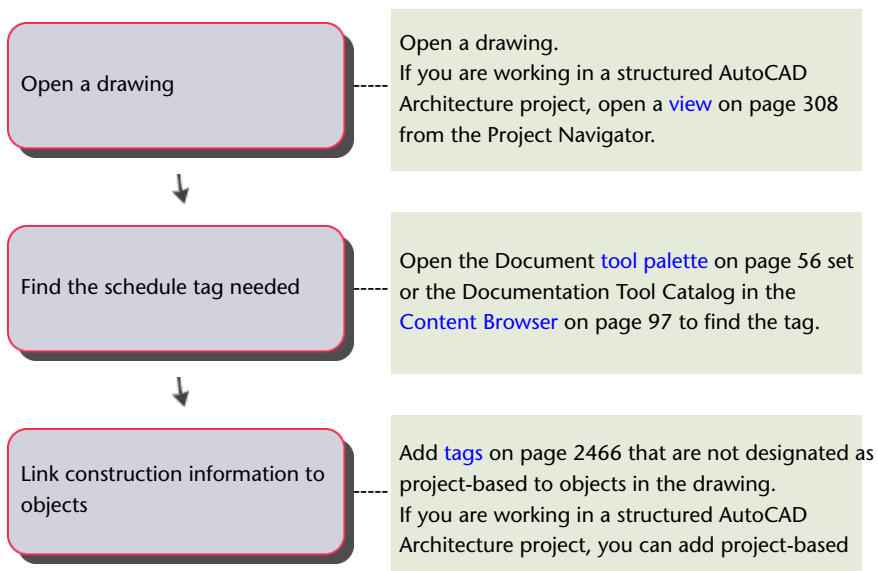 Open a drawing
Open a drawing.
If you are working in a structured AutoCAD
Architecture project, open a view on page 308
from the Project Navigator.
Find the schedule tag needed
Open the Document tool palette on page 56 set
or the Documentation Tool Catalog in the
Content Browser on page 97 to find the tag.
Link construction information to
objects
Add tags on page 2466 that are not designated as
project-based to objects in the drawing.
If you are working in a structured AutoCAD
Architecture project, you can add project-based